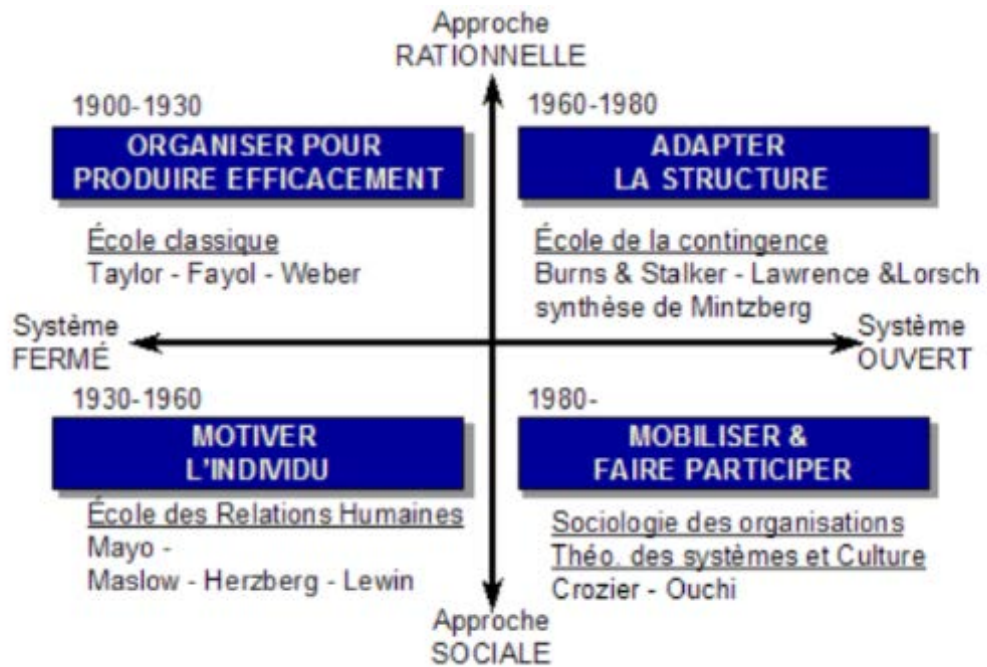 Approche
RATIONNELLE
1900-1930
ORGANISER POUR
PRODUIRE EFFICACEMENT
École classique
Taylor - Fayol - Weber
1960-1980
ADAPTER
LA STRUCTURE
École de la contingence
Burns & Stalker - Lawrence &Lorsch
synthèse de Mintzberg
Système
FERMÉ
Système
OUVERT
1930-1960
MOTIVER
L'INDIVIDU
École des Relations Humaines
Mayo -
Maslow - Herzberg - Lewin
1980-
MOBILISER &
FAIRE PARTICIPER
Sociologie des organisations
Théo. des systèmes et Culture
Crozier - Ouchi
Approche
SOCIALE